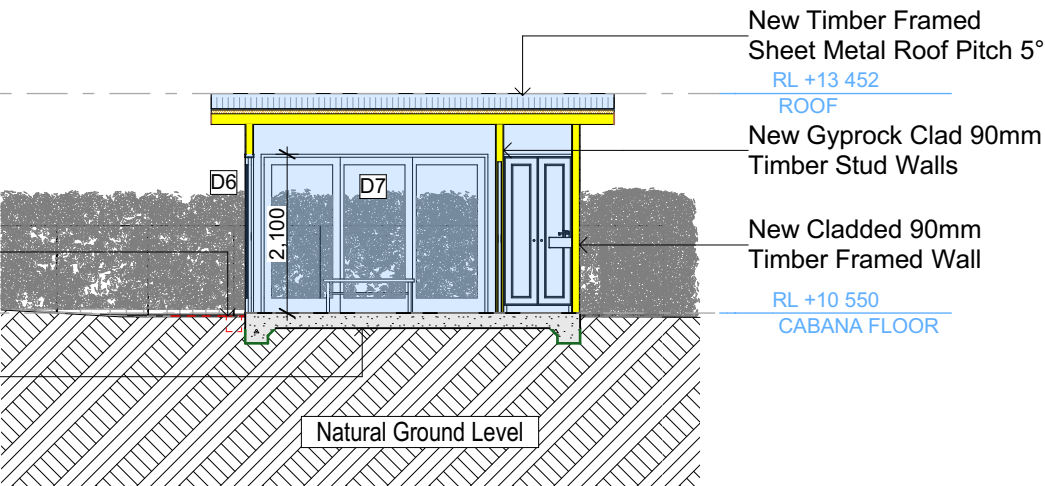 New Timber Framed
Sheet Metal Roof Pitch 5°
RL +13 452
ROOF
New Gyprock Clad 90mm
Timber Stud Walls
D6
D7
2,100
New Cladded 90mm
Timber Framed Wall
RL +10 550
CABANA FLOOR
Natural Ground Level